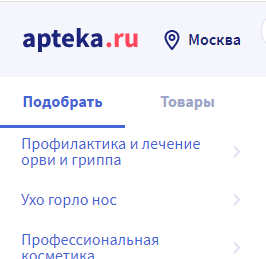 apteka.ru
Москва
Подобрать Товары
Профилактика и лечение
орви и гриппа
Ухо горло нос
Профессиональная
косметика